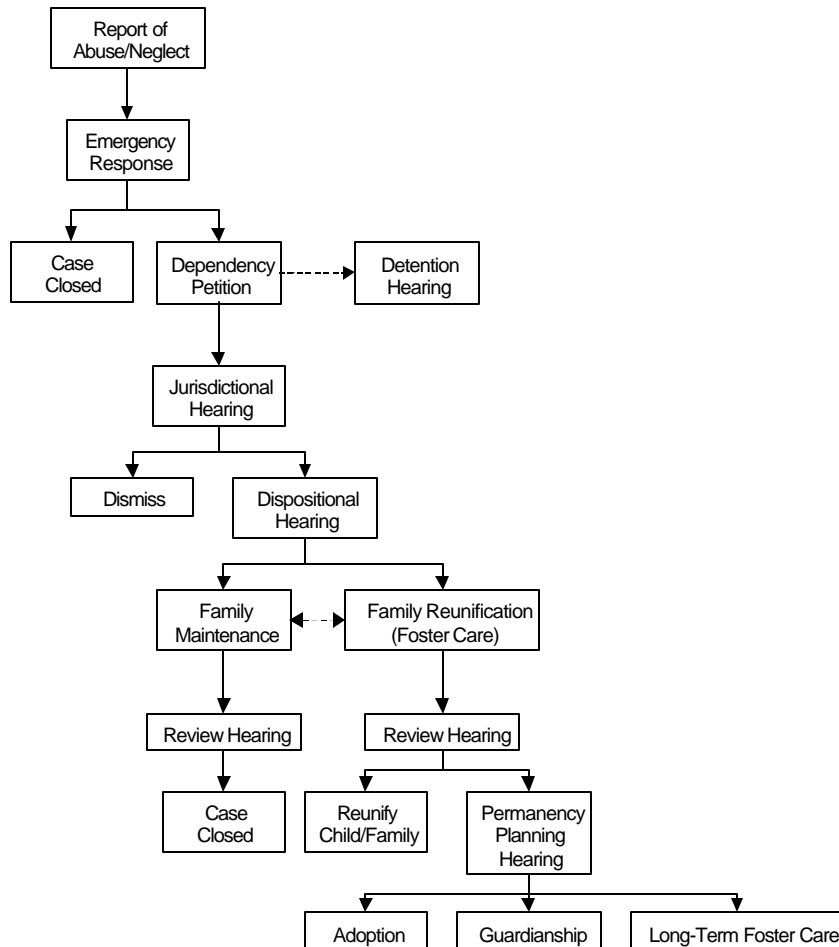 Report of
Abuse/Neglect
Emergency
Response
Case
Closed
Dependency
Petition
Detention
Hearing
Jurisdictional
Hearing
Dismiss
Dispositional
Hearing
Family
Maintenance
Family Reunification
(Foster Care)
Review Hearing
Review Hearing
Case
Closed
Reunify
Child/Family
Permanency
Planning
Hearing
Adoption
Guardianship
Long-Term Foster Care